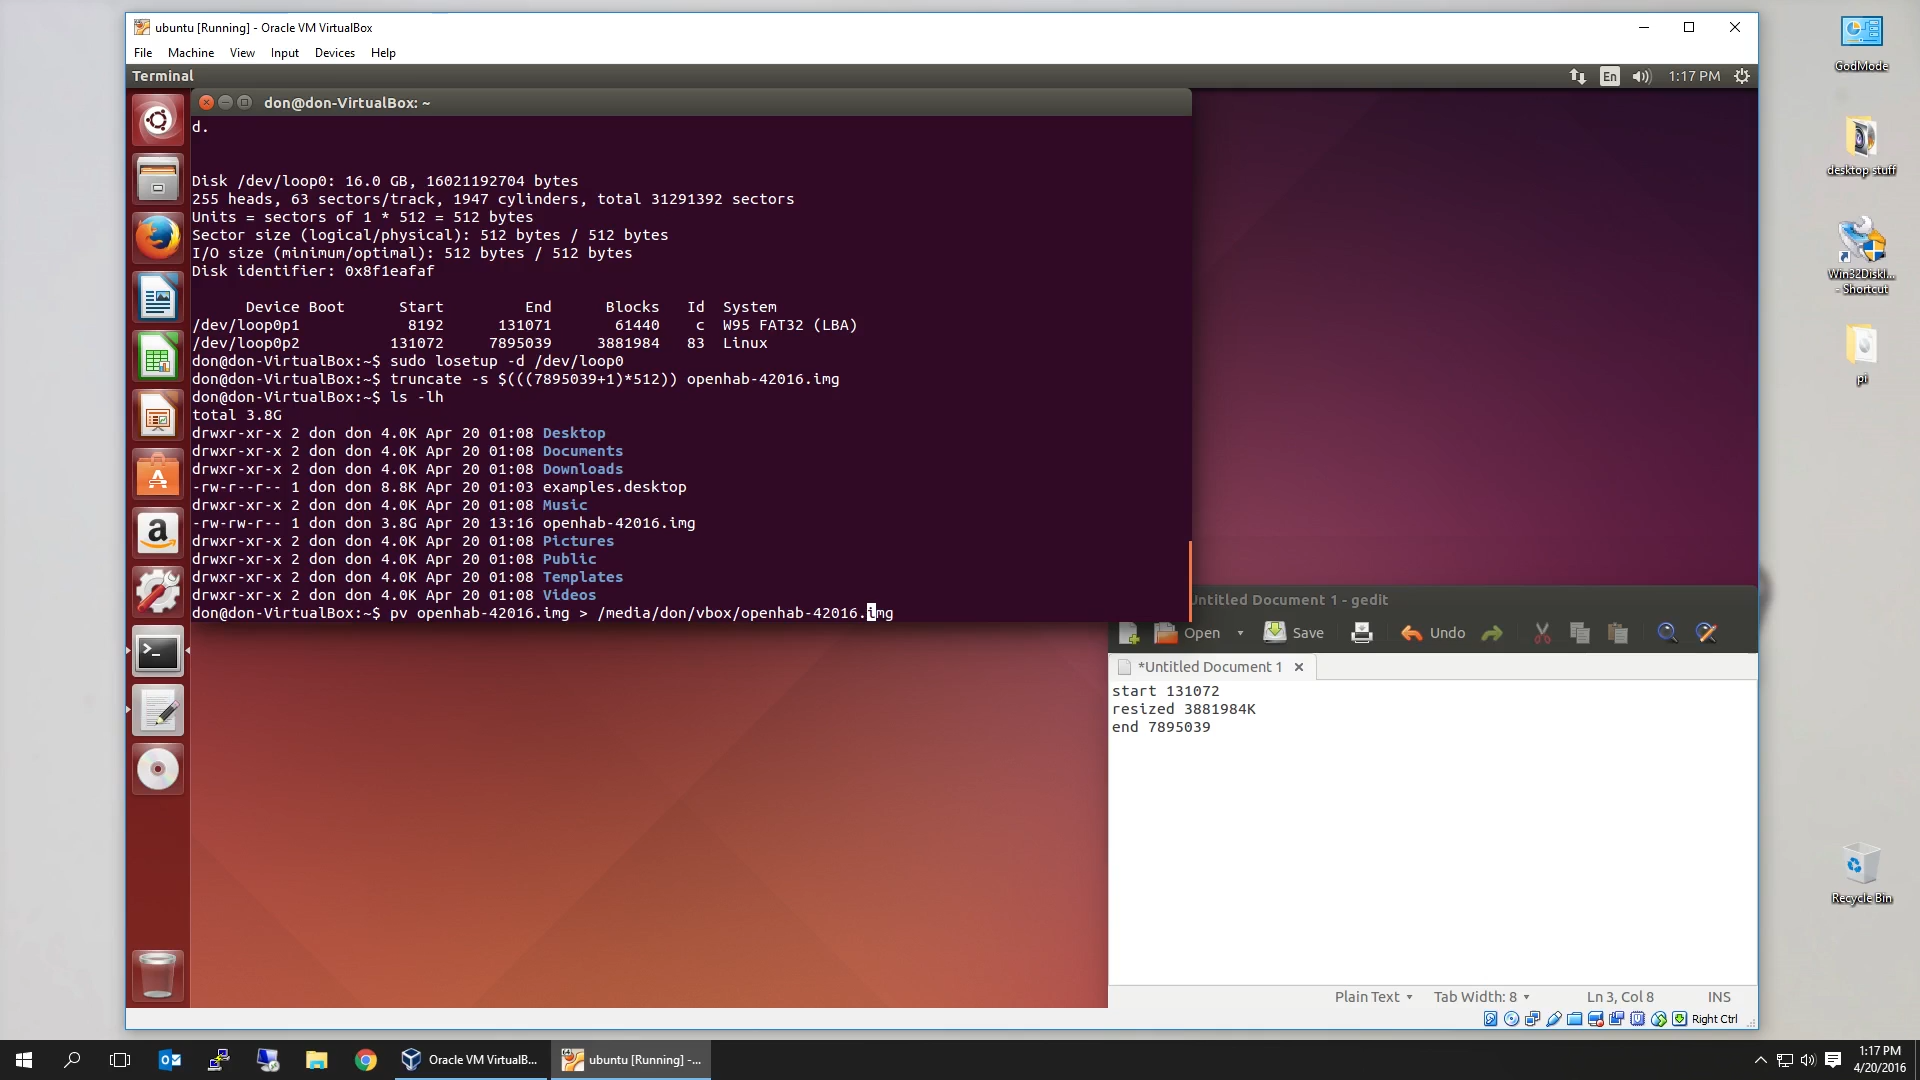 ubuntu [Running] - Oracle VM VirtualBox
File Machine View Input Devices Help
Terminal En 1:17 PM
don@don-VirtualBox: ~
d.
Disk /dev/loop0: 16.0 GB, 16021192704 bytes
255 heads, 63 sectors/track, 1947 cylinders, total 31291392 sectors
Units = sectors of 1 * 512 = 512 bytes
Sector size (logical/physical): 512 bytes / 512 bytes
I/O size (minimum/optimal): 512 bytes / 512 bytes
Disk identifier: 0x8f1eafaf
Device Boot Start End Blocks Id System
/dev/loop0p1 8192 131071 61440 c W95 FAT32 (LBA)
/dev/loop0p2 131072 7895039 3881984 83 Linux
don@don-VirtualBox:~$ sudo losetup -d /dev/loop0
don@don-VirtualBox:~$ truncate -s $(((7895039+1)*512)) openhab-42016.img
don@don-VirtualBox:~$ ls -lh
total 3.8G
drwxr-xr-x 2 don don 4.0K Apr 20 01:08 Desktop
drwxr-xr-x 2 don don 4.0K Apr 20 01:08 Documents
drwxr-xr-x 2 don don 4.0K Apr 20 01:08 Downloads
-rw-r--r-- 1 don don 8.8K Apr 20 01:03 examples.desktop
drwxr-xr-x 2 don don 4.0K Apr 20 01:08 Music
-rw-rw-r-- 1 don don 3.8G Apr 20 13:16 openhab-42016.img
drwxr-xr-x 2 don don 4.0K Apr 20 01:08 Pictures
drwxr-xr-x 2 don don 4.0K Apr 20 01:08 Public
drwxr-xr-x 2 don don 4.0K Apr 20 01:08 Templates
drwxr-xr-x 2 don don 4.0K Apr 20 01:08 Videos
don@don-VirtualBox:~$ pv openhab-42016.img > /media/don/vbox/openhab-42016.img
ntitled Document 1 - gedit
Open Save Undo
*Untitled Document 1
start 131072
resized 3881984K
end 7895039
Plain Text Tab Width: 8 Ln 3, Col 8 INS
Right Ctrl
GodMode
desktop stuff
Win32DiskI...
- Shortcut
pi
Recycle Bin
Oracle VM VirtualB...
ubuntu [Running] -...
1:17 PM
4/20/2016